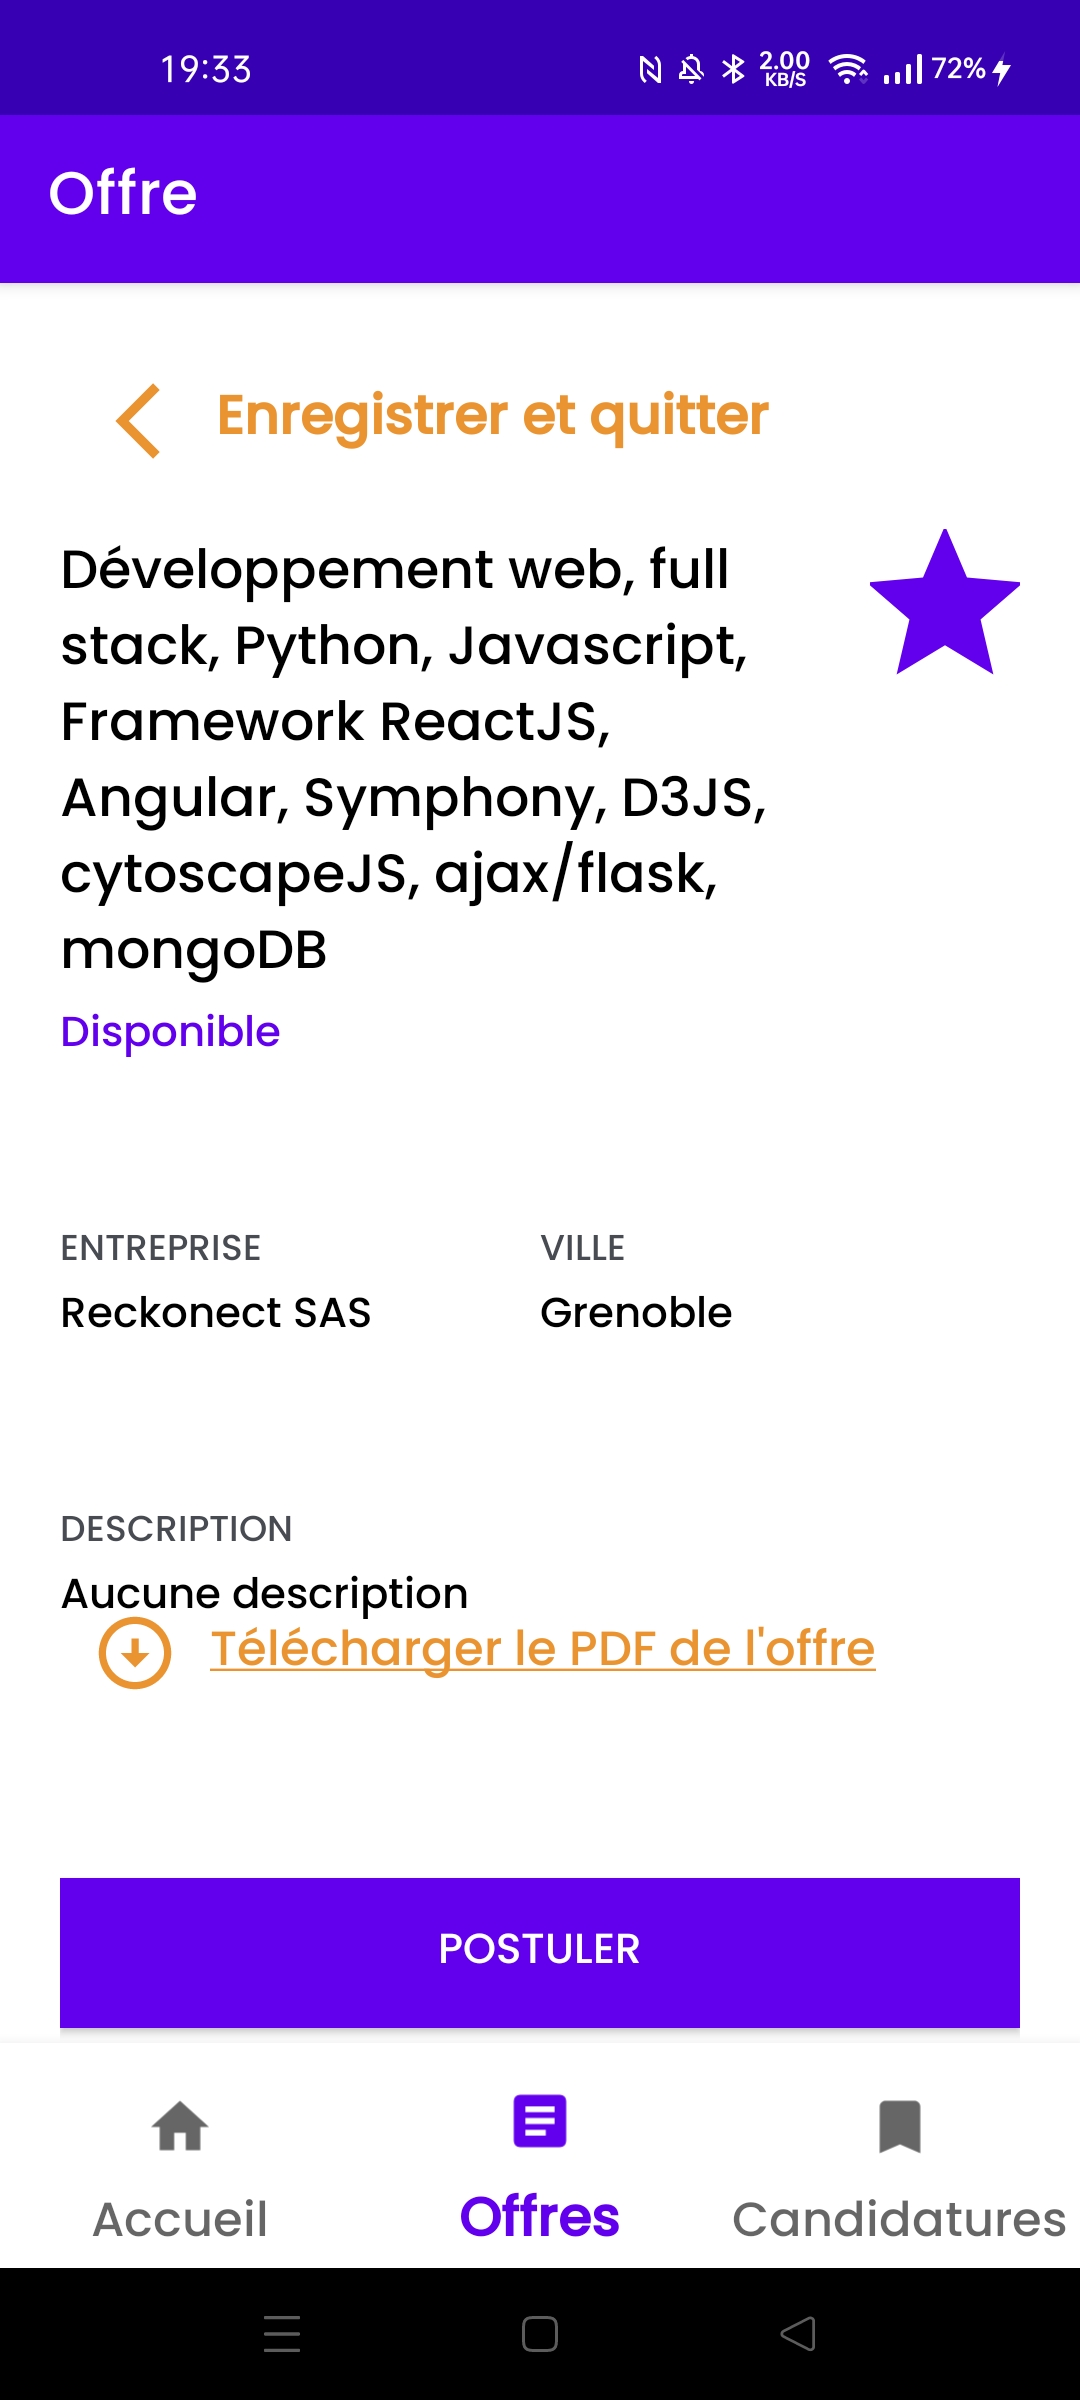 19:33
2.00
KB/S
72%
Offre
Enregistrer et quitter
Développement web, full
stack, Python, Javascript,
Framework ReactJS,
Angular, Symphony, D3JS,
cytoscapeJS, ajax/flask,
mongoDB
Disponible
ENTREPRISE
VILLE
Reckonect SAS
Grenoble
DESCRIPTION
Aucune description
Télécharger le PDF de l'offre
POSTULER
Accueil
Offres
Candidatures